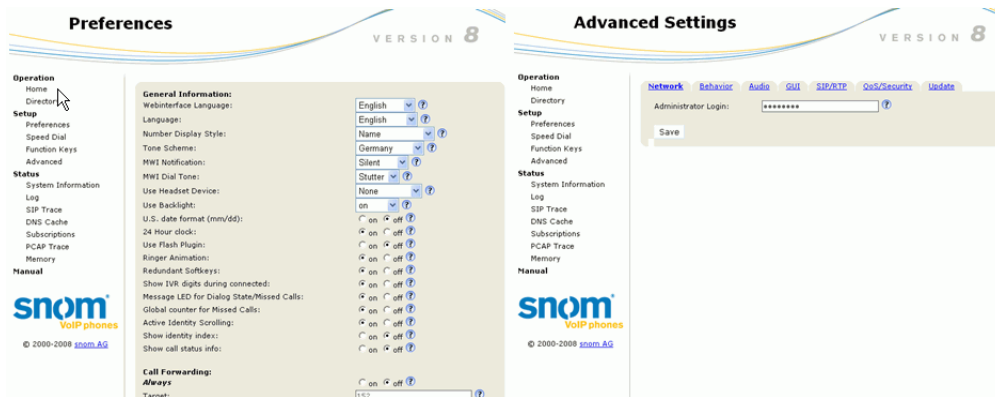 Preferences
VERSION 8
Operation
Home
Directory
Setup
Preferences
Speed Dial
Function Keys
Advanced
Status
System Information
Log
SIP Trace
DNS Cache
Subscriptions
PCAP Trace
Memory
Manual
snom
VoIP phones
© 2000-2008 snom AG
General Information:
Webinterface Language: English
Language: English
Number Display Style: Name
Tone Scheme: Germany
MWI Notification: Silent
MWI Dial Tone: Stutter
Use Headset Device: None
Use Backlight: on
U.S. date format (mm/dd): on off
24 Hour clock: on off
Use Flash Plugin: on off
Ringer Animation: on off
Redundant Softkeys: on off
Show IVR digits during connected: on off
Message LED for Dialog State/Missed Calls: on off
Global counter for Missed Calls: on off
Active Identity Scrolling: on off
Show identity index: on off
Show call status info: on off
Call Forwarding:
Always on off
Target: 152
Advanced Settings
VERSION 8
Operation
Home
Directory
Setup
Preferences
Speed Dial
Function Keys
Advanced
Status
System Information
Log
SIP Trace
DNS Cache
Subscriptions
PCAP Trace
Memory
Manual
snom
VoIP phones
© 2000-2008 snom AG
Network Behavior Audio GUI SIP/RTP QoS/Security Update
Administrator Login: ********
Save